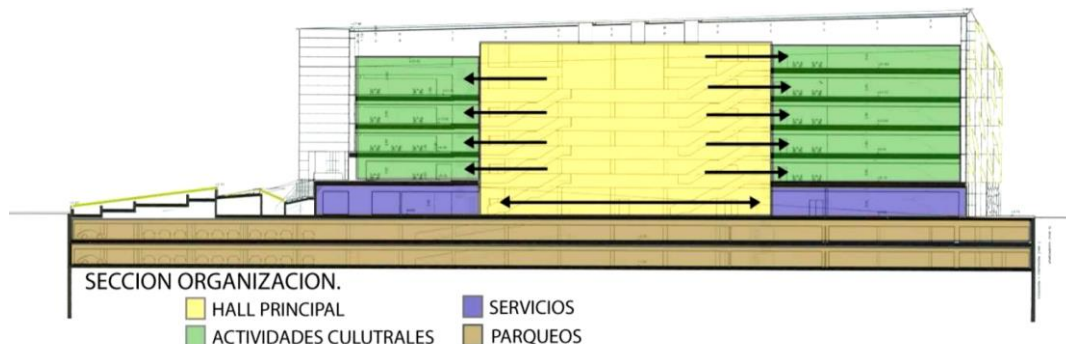 SECCION ORGANIZACION.
HALL PRINCIPAL
SERVICIOS
ACTIVIDADES CULUTRALES
PARQUEOS